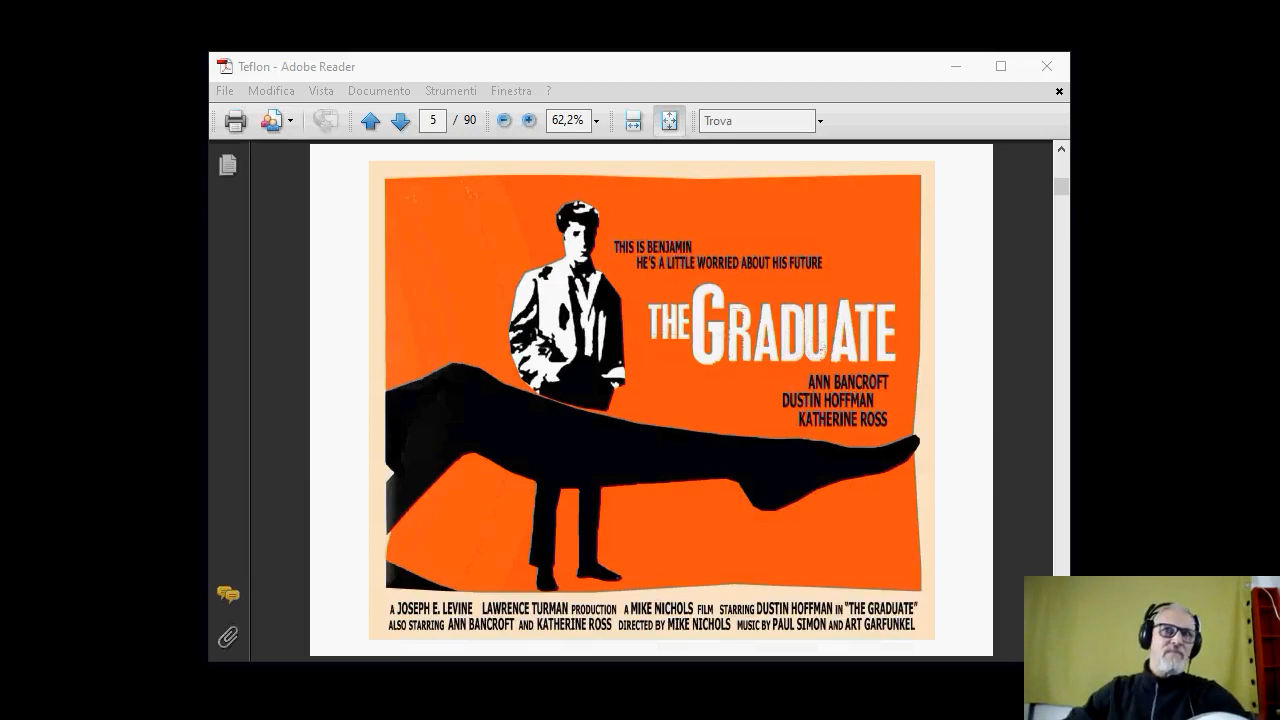 Teflon - Adobe Reader
File Modifica Vista Documento Strumenti Finestra ?
5 / 90 62,2% Trova
THIS IS BENJAMIN
HE'S A LITTLE WORRIED ABOUT HIS FUTURE
THE GRADUATE
ANN BANCROFT
DUSTIN HOFFMAN
KATHERINE ROSS
A JOSEPH E. LEVINE LAWRENCE TURMAN PRODUCTION A MIKE NICHOLS FILM STARRING DUSTIN HOFFMAN IN "THE GRADUATE"
ALSO STARRING ANN BANCROFT AND KATHERINE ROSS DIRECTED BY MIKE NICHOLS MUSIC BY PAUL SIMON AND ART GARFUNKEL